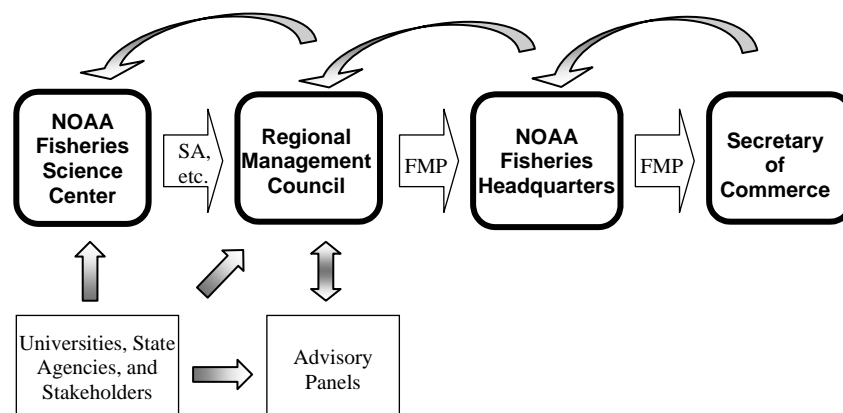 NOAA
Fisheries
Science
Center
SA,
etc.
Regional
Management
Council
FMP
NOAA
Fisheries
Headquarters
FMP
Secretary
of
Commerce
Universities, State
Agencies, and
Stakeholders
Advisory
Panels